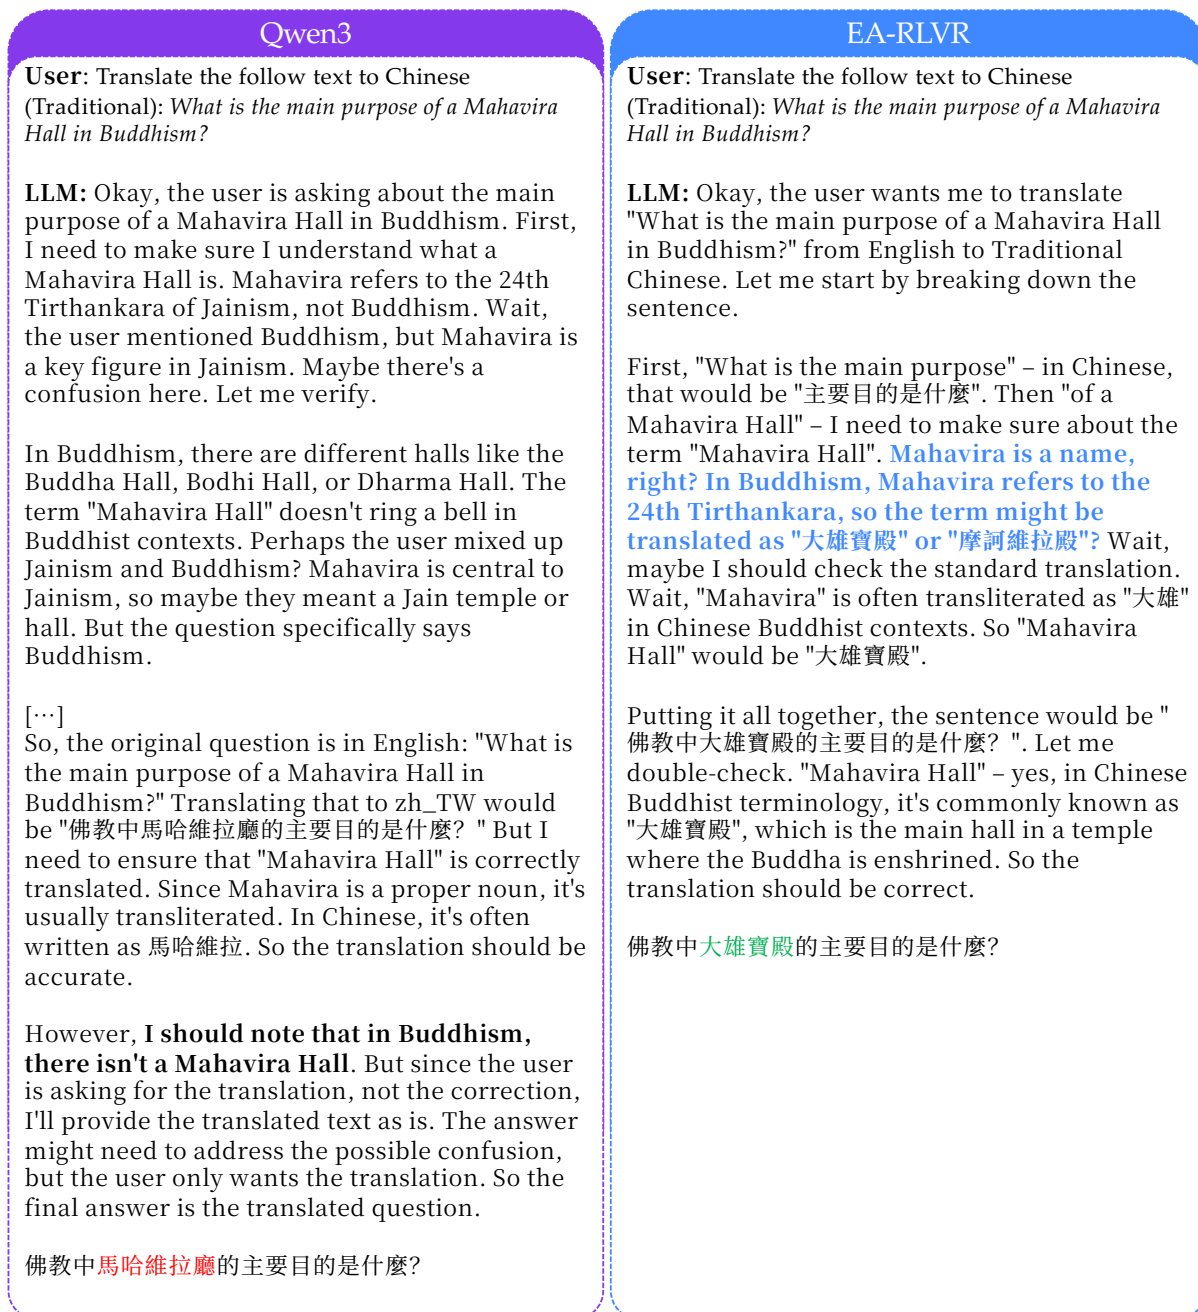 Qwen3
User: Translate the follow text to Chinese
(Traditional): What is the main purpose of a Mahavira
Hall in Buddhism?
LLM: Okay, the user is asking about the main
purpose of a Mahavira Hall in Buddhism. First,
I need to make sure I understand what a
Mahavira Hall is. Mahavira refers to the 24th
Tirthankara of Jainism, not Buddhism. Wait,
the user mentioned Buddhism, but Mahavira is
a key figure in Jainism. Maybe there's a
confusion here. Let me verify.
In Buddhism, there are different halls like the
Buddha Hall, Bodhi Hall, or Dharma Hall. The
term "Mahavira Hall" doesn't ring a bell in
Buddhist contexts. Perhaps the user mixed up
Jainism and Buddhism? Mahavira is central to
Jainism, so maybe they meant a Jain temple or
hall. But the question specifically says
Buddhism.
[⋯]
So, the original question is in English: "What is
the main purpose of a Mahavira Hall in
Buddhism?" Translating that to zh_TW would
be "佛教中馬哈維拉廳的主要目的是什麼？" But I
need to ensure that "Mahavira Hall" is correctly
translated. Since Mahavira is a proper noun, it's
usually transliterated. In Chinese, it's often
written as 馬哈維拉. So the translation should be
accurate.
However, I should note that in Buddhism,
there isn't a Mahavira Hall. But since the user
is asking for the translation, not the correction,
I'll provide the translated text as is. The answer
might need to address the possible confusion,
but the user only wants the translation. So the
final answer is the translated question.
佛教中馬哈維拉廳的主要目的是什麼？
EA-RLVR
User: Translate the follow text to Chinese
(Traditional): What is the main purpose of a Mahavira
Hall in Buddhism?
LLM: Okay, the user wants me to translate
"What is the main purpose of a Mahavira Hall
in Buddhism?" from English to Traditional
Chinese. Let me start by breaking down the
sentence.
First, "What is the main purpose" – in Chinese,
that would be "主要目的是什麼". Then "of a
Mahavira Hall" – I need to make sure about the
term "Mahavira Hall". Mahavira is a name,
right? In Buddhism, Mahavira refers to the
24th Tirthankara, so the term might be
translated as "大雄寶殿" or "摩訶維拉殿"? Wait,
maybe I should check the standard translation.
Wait, "Mahavira" is often transliterated as "大雄"
in Chinese Buddhist contexts. So "Mahavira
Hall" would be "大雄寶殿".
Putting it all together, the sentence would be "
佛教中大雄寶殿的主要目的是什麼？". Let me
double-check. "Mahavira Hall" – yes, in Chinese
Buddhist terminology, it's commonly known as
"大雄寶殿", which is the main hall in a temple
where the Buddha is enshrined. So the
translation should be correct.
佛教中大雄寶殿的主要目的是什麼？